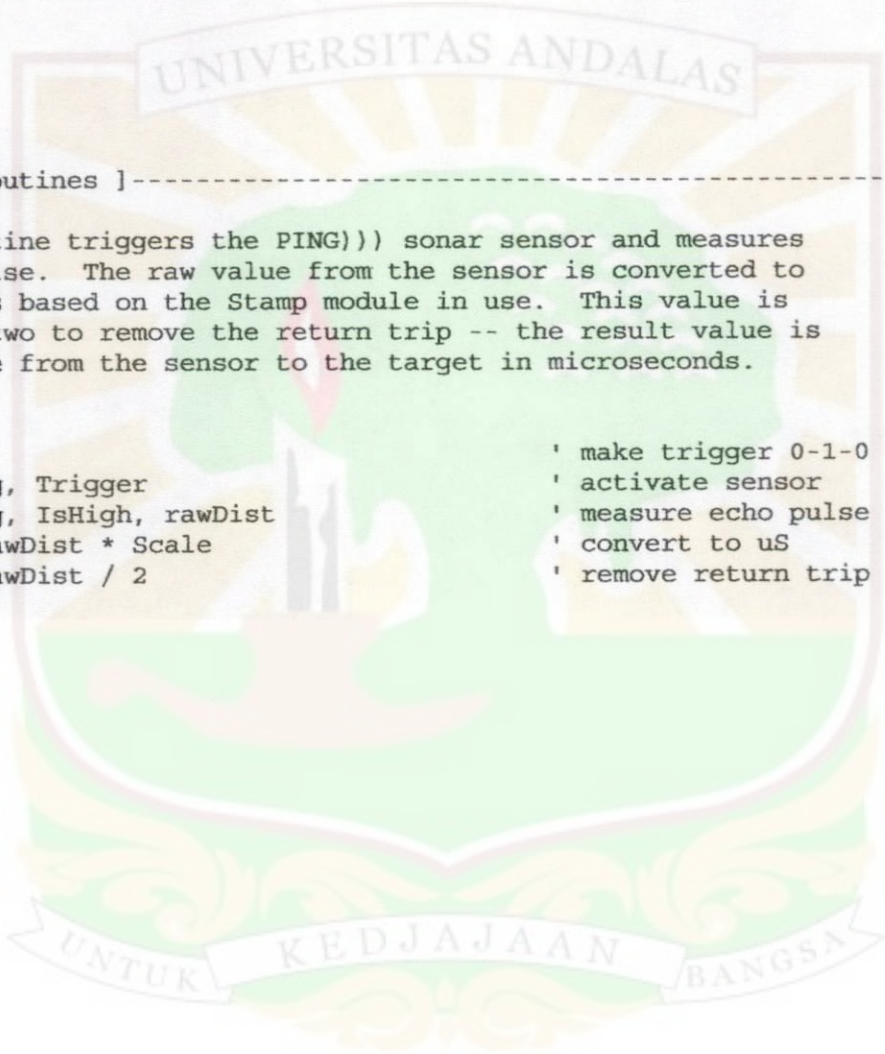 UNIVERSITAS ANDALAS
outines ]-----------------------------------------------
ine triggers the PING))) sonar sensor and measures
se.  The raw value from the sensor is converted to
s based on the Stamp module in use.  This value is
wo to remove the return trip -- the result value is
e from the sensor to the target in microseconds.
' make trigger 0-1-0
, Trigger ' activate sensor
, IsHigh, rawDist ' measure echo pulse
wDist * Scale ' convert to uS
wDist / 2 ' remove return trip
UNTUK KEDJAJAAN BANGSA